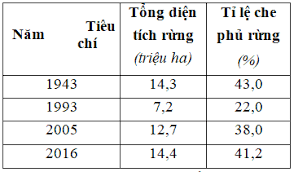 Năm Tiêu chí Tổng diện tích rừng (triệu ha) Tỉ lệ che phủ rừng (%)
1943 14,3 43,0
1993 7,2 22,0
2005 12,7 38,0
2016 14,4 41,2